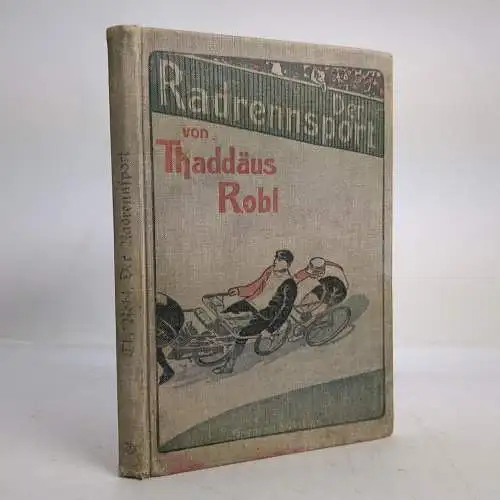 Der
Radrennsport
von
Thaddäus
Robl
Th. Robl, Der Radrennsport